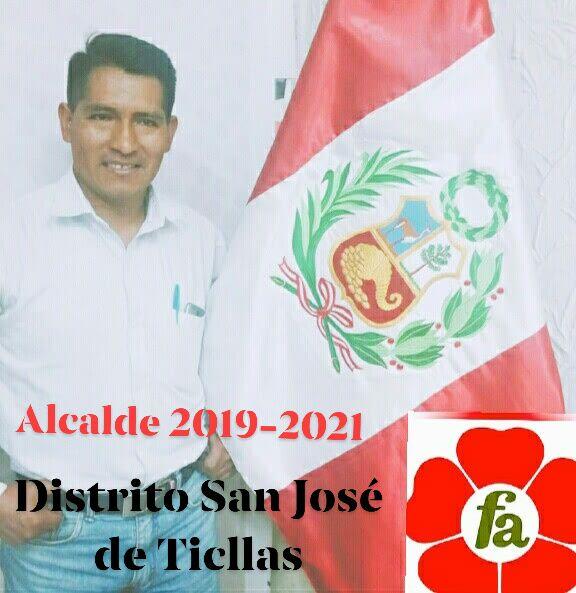 Alcalde 2019-2021
Distrito San José
de Ticllas
fa